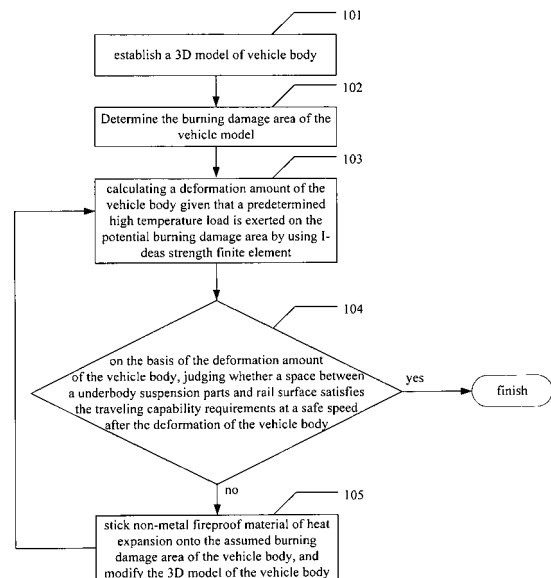 101
establish a 3D model of vehicle body
102
Determine the burning damage area of the
vehicle model
103
calculating a deformation amount of the
vehicle body given that a predetermined
high temperature load is exerted on the
potential burning damage area by using I-
deas strength finite element
104
on the basis of the deformation amount
of the vehicle body, judging whether a space between
a underbody suspension parts and rail surface satisfies
the traveling capability requirements at a safe speed
after the deformation of the vehicle body
yes
finish
no
105
stick non-metal fireproof material of heat
expansion onto the assumed burning
damage area of the vehicle body, and
modify the 3D model of the vehicle body